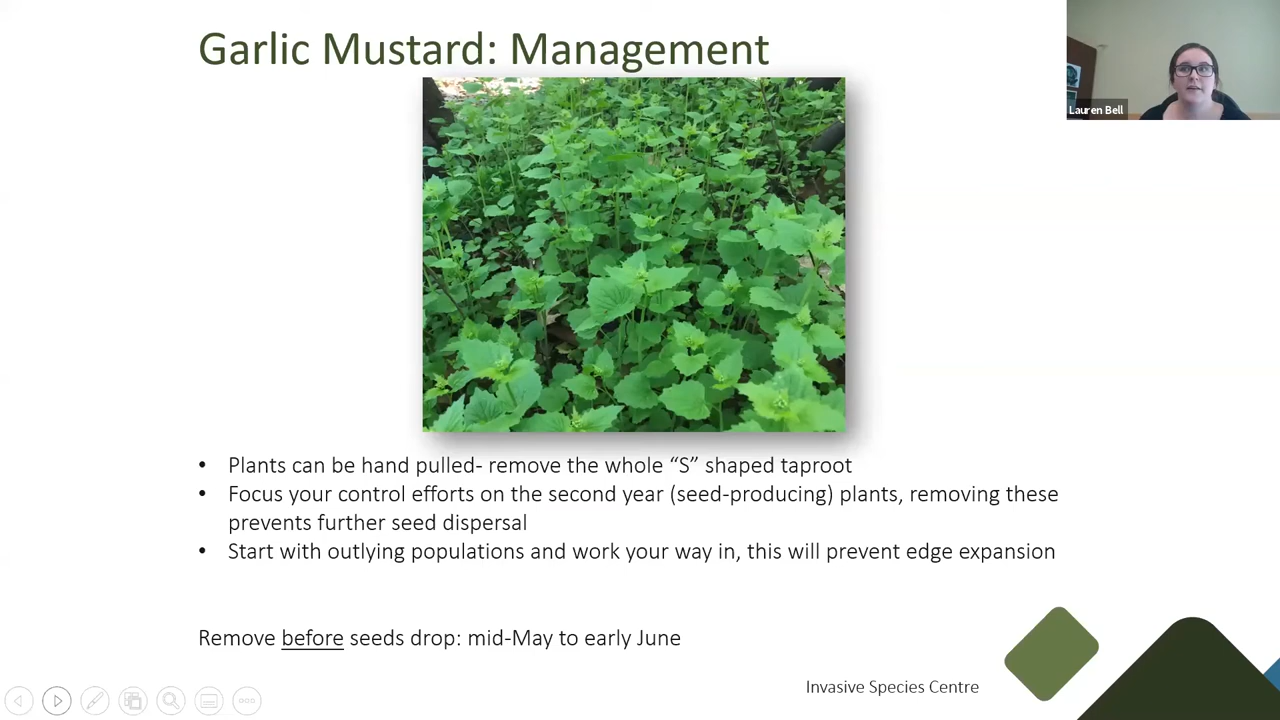 Garlic Mustard: Management
Lauren Bell
• Plants can be hand pulled- remove the whole “S” shaped taproot
• Focus your control efforts on the second year (seed-producing) plants, removing these
prevents further seed dispersal
• Start with outlying populations and work your way in, this will prevent edge expansion
Remove before seeds drop: mid-May to early June
Invasive Species Centre